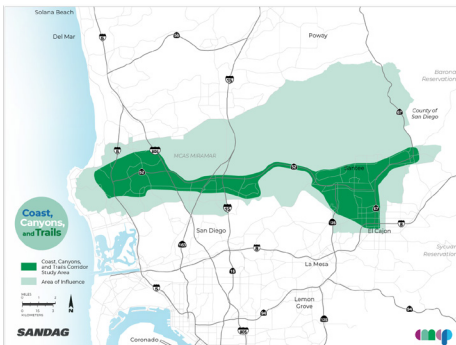 Solana Beach
Del Mar
Poway
Barona
Reservation
County of
San Diego
MCAS MIRAMAR
Santee
Coast,
Canyons,
and Trails
San Diego
El Cajon
Sycuan
Reservation
La Mesa
Coast, Canyons,
and Trails Corridor
Study Area
Area of Influence
MILES
KILOMETERS
N
Lemon
Grove
SANDAG
Coronado